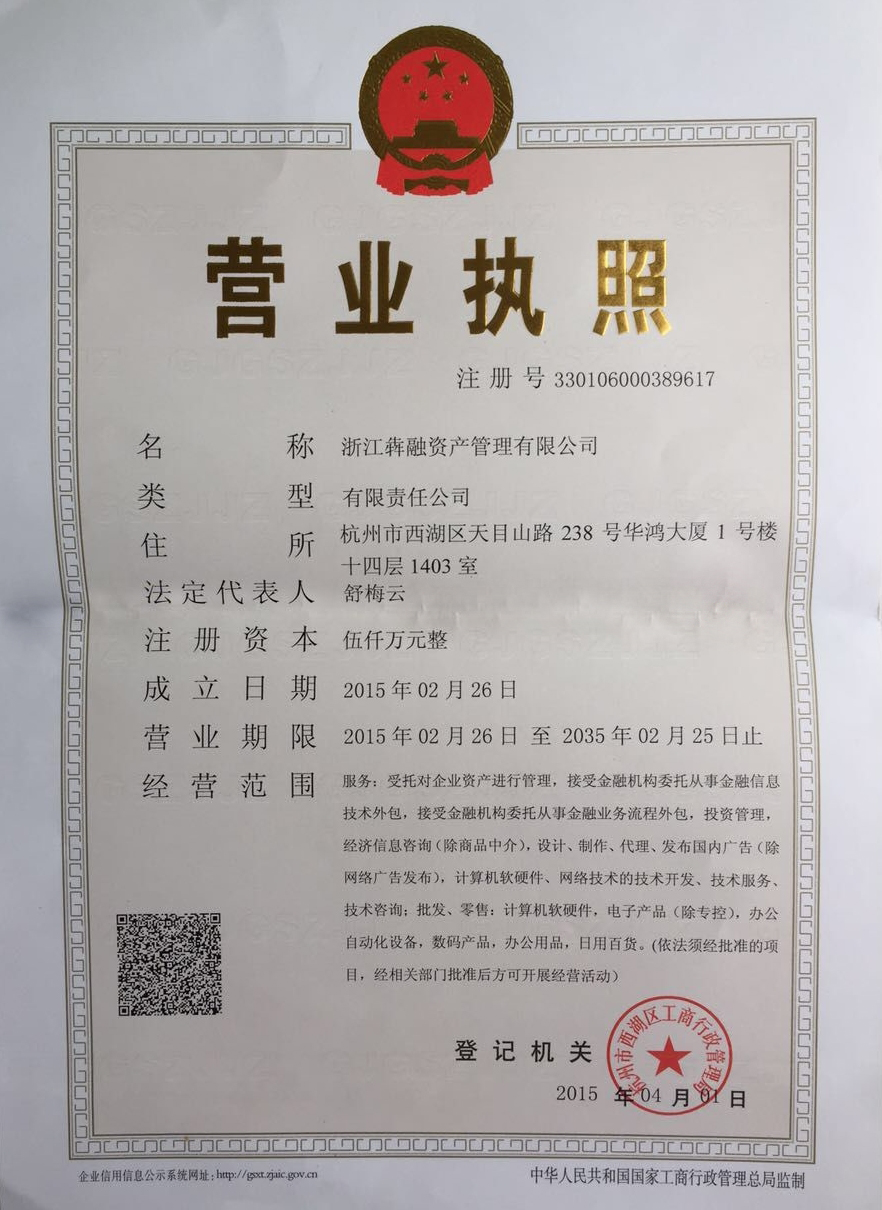 营业执照
注册号 330106000389617
名称 浙江犇融资产管理有限公司
类型 有限责任公司
住所 杭州市西湖区天目山路 238 号华鸿大厦 1 号楼
十四层 1403 室
法定代表人 舒梅云
注册资本 伍仟万元整
成立日期 2015 年 02 月 26 日
营业期限 2015 年 02 月 26 日 至 2035 年 02 月 25 日止
经营范围 服务：受托对企业资产进行管理，接受金融机构委托从事金融信息
技术外包，接受金融机构委托从事金融业务流程外包，投资管理，
经济信息咨询（除商品中介），设计、制作、代理、发布国内广告（除
网络广告发布），计算机软硬件、网络技术的技术开发、技术服务、
技术咨询；批发、零售：计算机软硬件，电子产品（除专控），办公
自动化设备，数码产品，办公用品，日用百货。(依法须经批准的项
目，经相关部门批准后方可开展经营活动）
登记机关
杭州市西湖区工商行政管理局
2015 年 04 月 01 日
企业信用信息公示系统网址：http://gsxt.zjaic.gov.cn
中华人民共和国国家工商行政管理总局监制